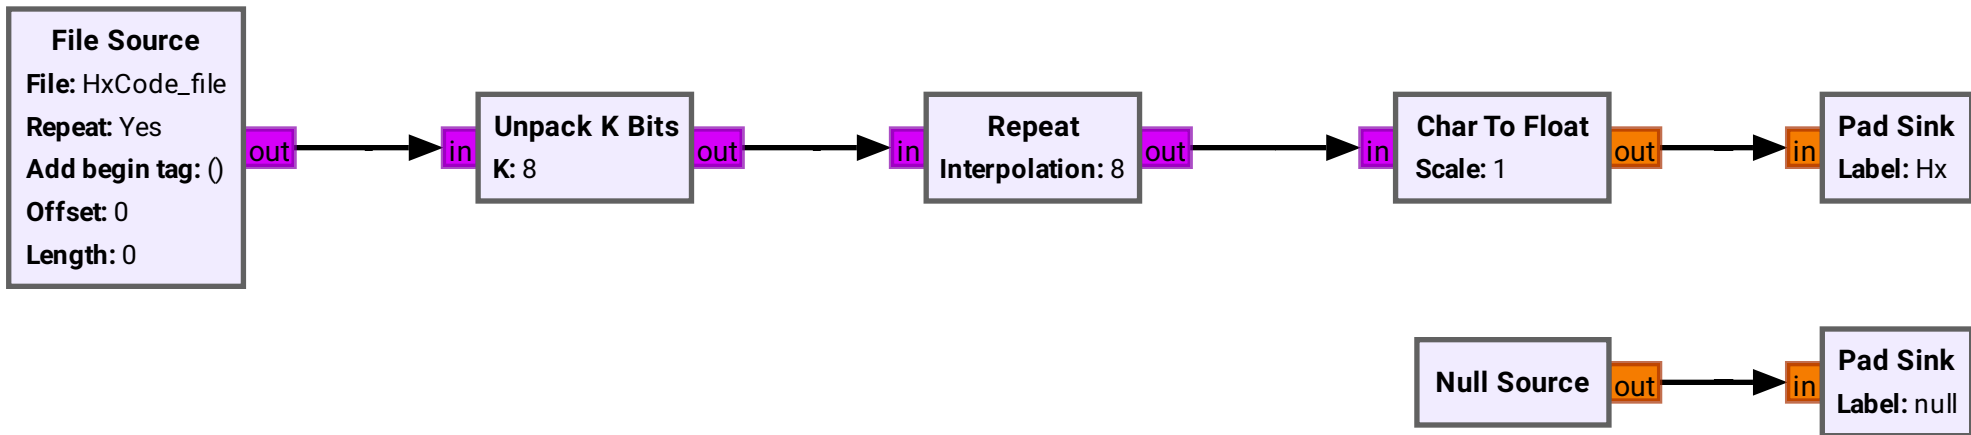 File Source
File: HxCode_file
Repeat: Yes
Add begin tag: ()
Offset: 0
Length: 0
out
in
Unpack K Bits
K: 8
out
in
Repeat
Interpolation: 8
out
in
Char To Float
Scale: 1
out
in
Pad Sink
Label: Hx
Null Source
out
in
Pad Sink
Label: null